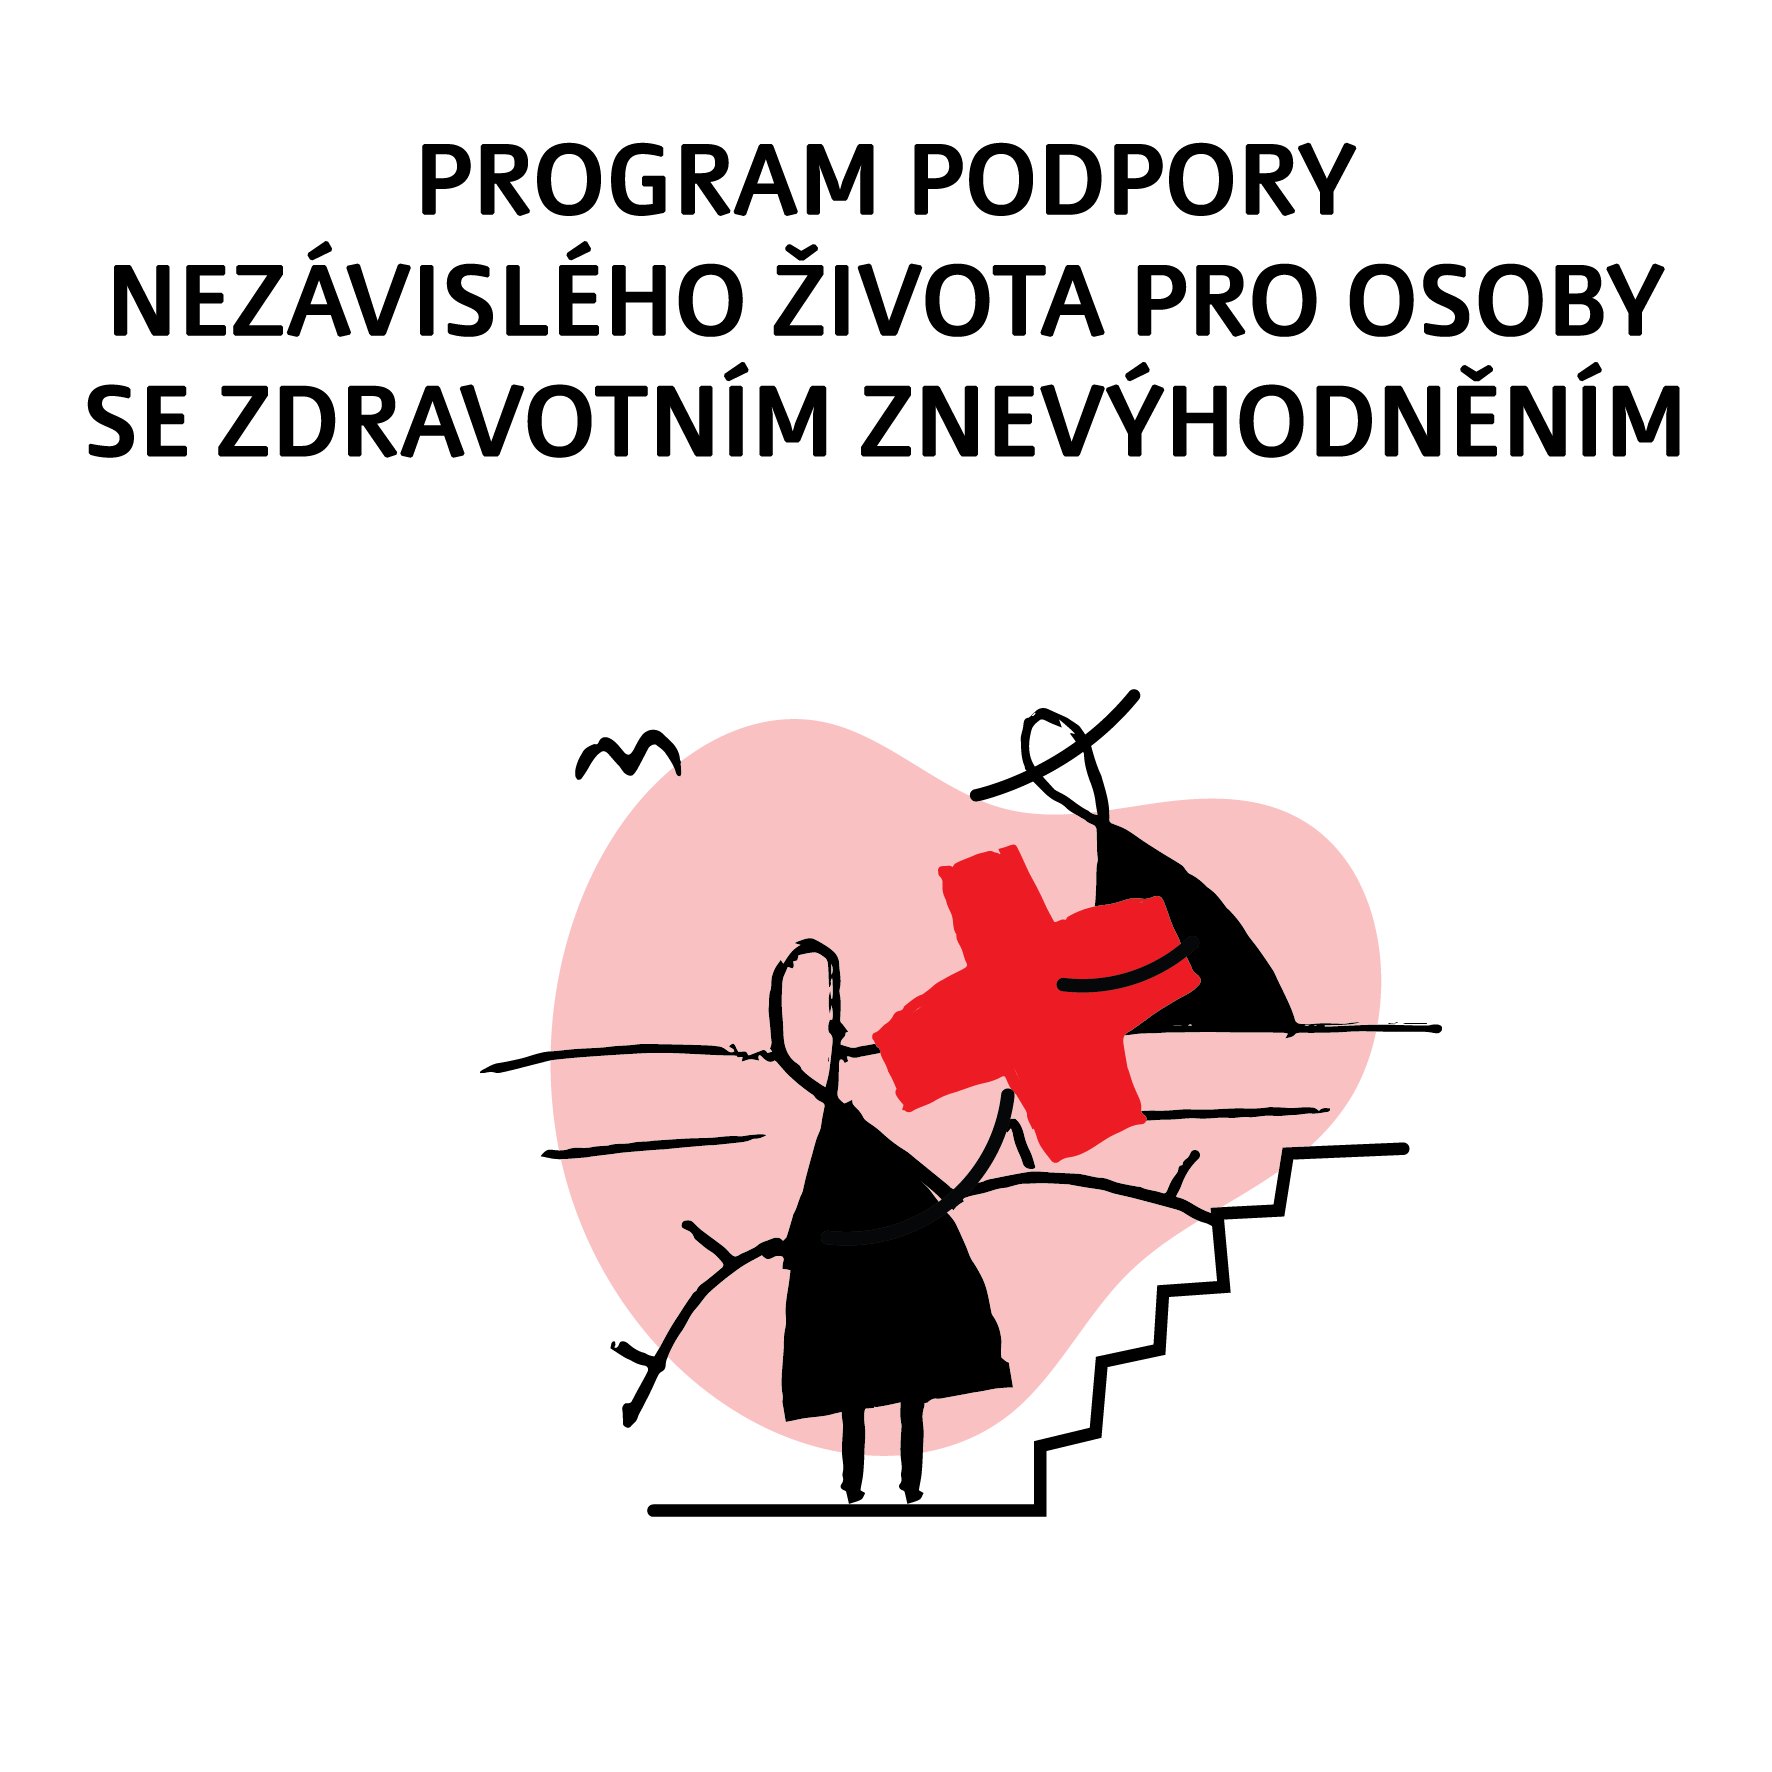 PROGRAM PODPORY
NEZÁVISLÉHO ŽIVOTA PRO OSOBY
SE ZDRAVOTNÍM ZNEVÝHODNĚNÍM